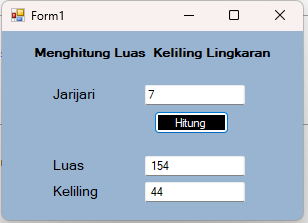 Form1
Menghitung Luas Keliling Lingkaran
Jarijari 7
Hitung
Luas 154
Keliling 44